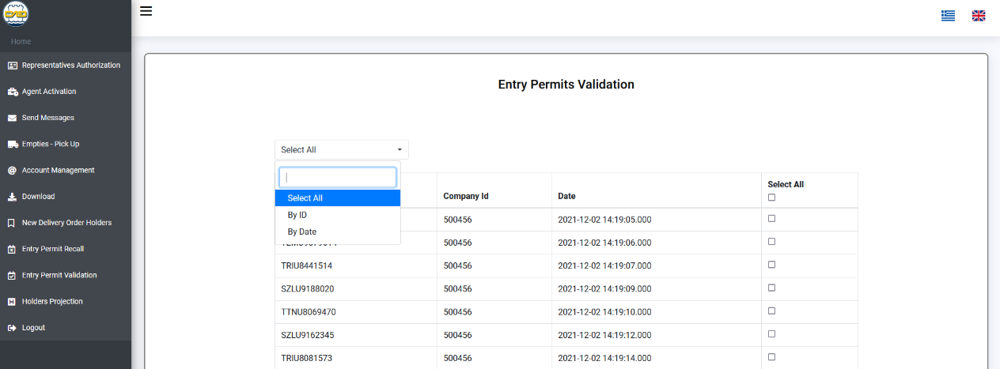 Home
Representatives Authorization
Agent Activation
Send Messages
Empties - Pick Up
Account Management
Download
New Delivery Order Holders
Entry Permit Recall
Entry Permit Validation
Holders Projection
Logout
Entry Permits Validation
Select All
Select All
By ID
By Date
Company Id Date Select All
500456 2021-12-02 14:19:05.000
500456 2021-12-02 14:19:06.000
TRIU8441514 500456 2021-12-02 14:19:07.000
SZLU9188020 500456 2021-12-02 14:19:09.000
TTNU8069470 500456 2021-12-02 14:19:10.000
SZLU9162345 500456 2021-12-02 14:19:12.000
TRIU8081573 500456 2021-12-02 14:19:14.000